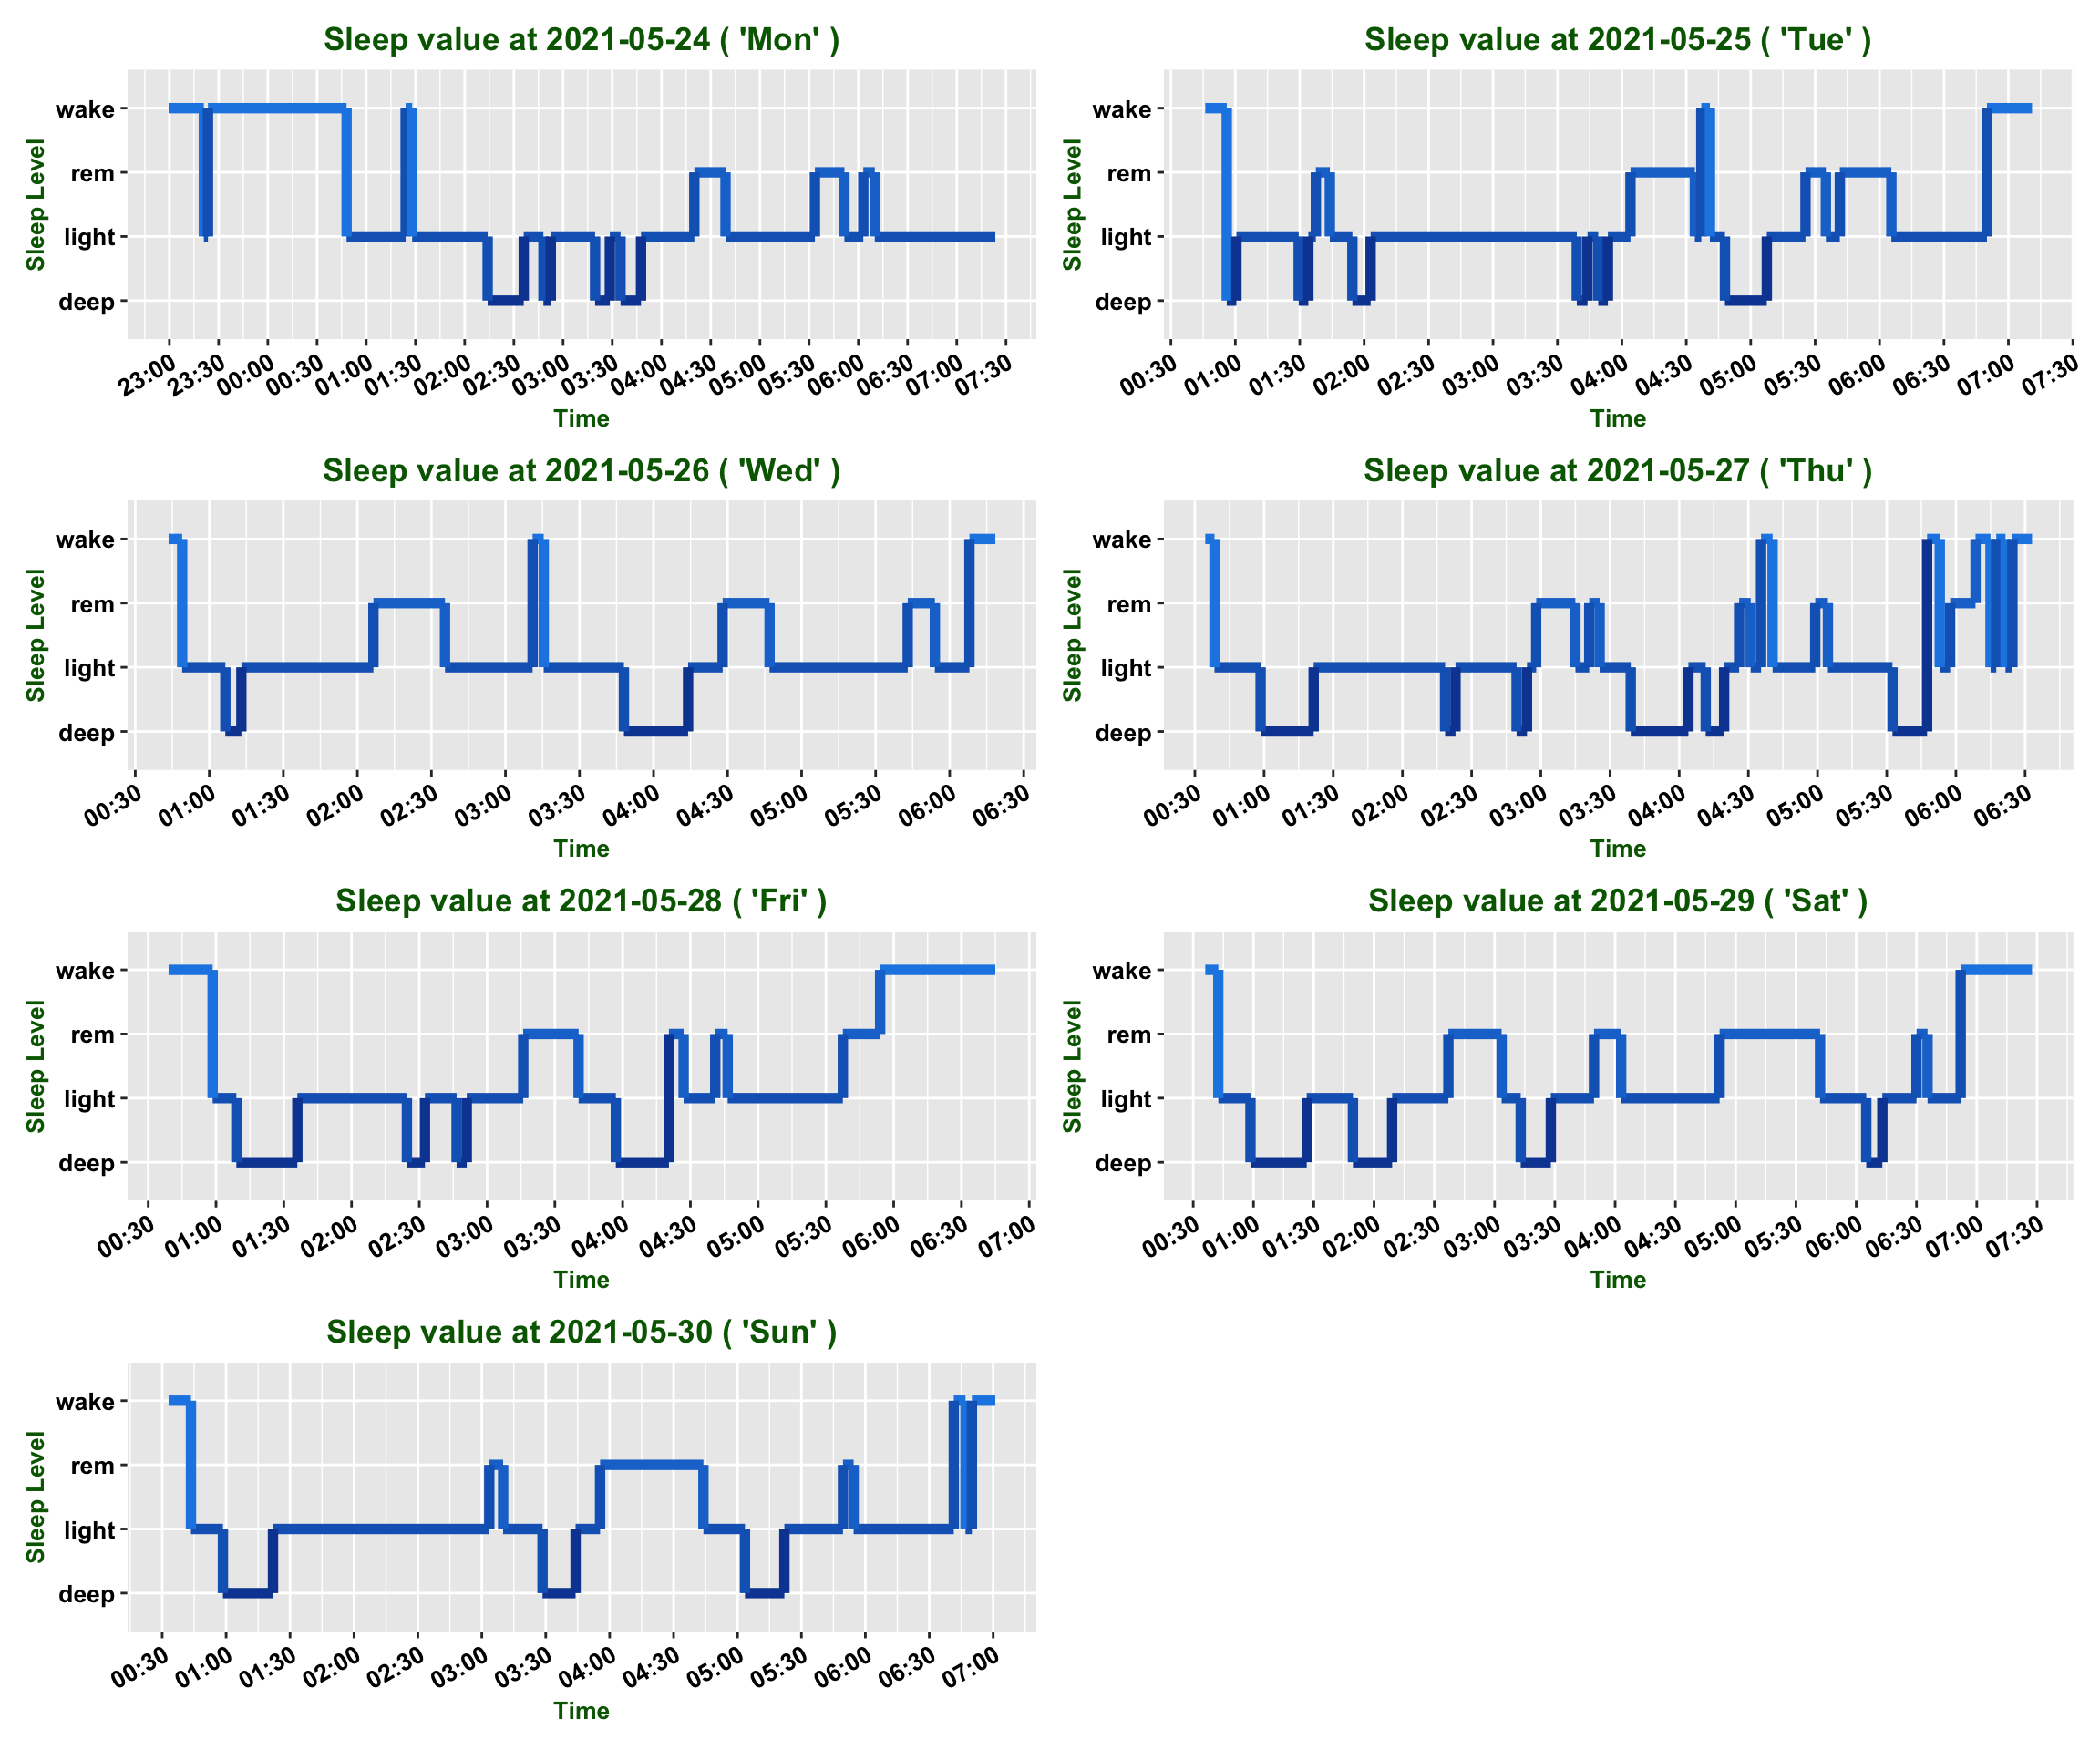 Sleep value at 2021-05-24 ( 'Mon' )
Sleep Level
wake
rem
light
deep
23:00 23:30 00:00 00:30 01:00 01:30 02:00 02:30 03:00 03:30 04:00 04:30 05:00 05:30 06:00 06:30 07:00 07:30
Time
Sleep value at 2021-05-25 ( 'Tue' )
Sleep Level
wake
rem
light
deep
00:30 01:00 01:30 02:00 02:30 03:00 03:30 04:00 04:30 05:00 05:30 06:00 06:30 07:00 07:30
Time
Sleep value at 2021-05-26 ( 'Wed' )
Sleep Level
wake
rem
light
deep
00:30 01:00 01:30 02:00 02:30 03:00 03:30 04:00 04:30 05:00 05:30 06:00 06:30
Time
Sleep value at 2021-05-27 ( 'Thu' )
Sleep Level
wake
rem
light
deep
00:30 01:00 01:30 02:00 02:30 03:00 03:30 04:00 04:30 05:00 05:30 06:00 06:30
Time
Sleep value at 2021-05-28 ( 'Fri' )
Sleep Level
wake
rem
light
deep
00:30 01:00 01:30 02:00 02:30 03:00 03:30 04:00 04:30 05:00 05:30 06:00 06:30 07:00
Time
Sleep value at 2021-05-29 ( 'Sat' )
Sleep Level
wake
rem
light
deep
00:30 01:00 01:30 02:00 02:30 03:00 03:30 04:00 04:30 05:00 05:30 06:00 06:30 07:00 07:30
Time
Sleep value at 2021-05-30 ( 'Sun' )
Sleep Level
wake
rem
light
deep
00:30 01:00 01:30 02:00 02:30 03:00 03:30 04:00 04:30 05:00 05:30 06:00 06:30 07:00
Time